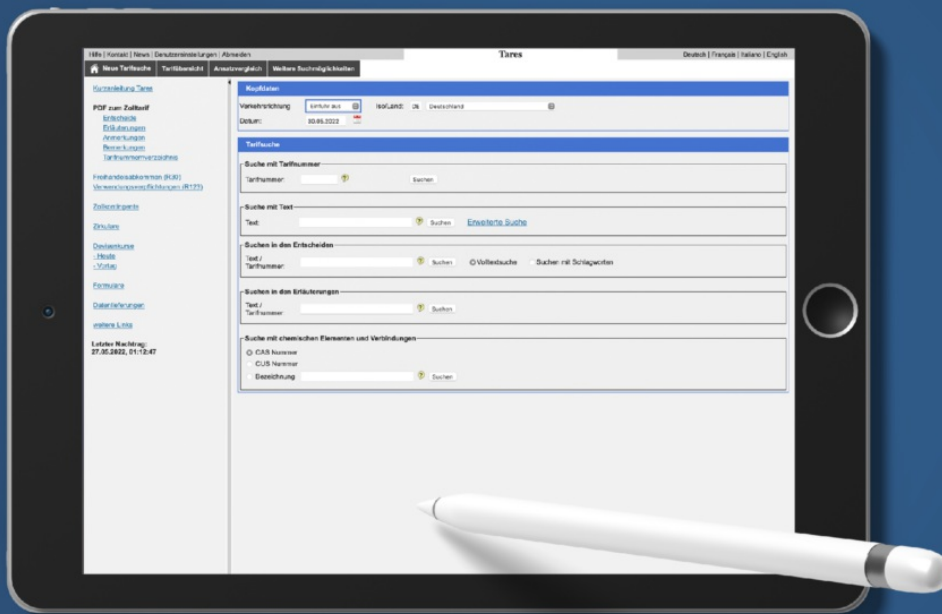 Hilfe | Kontakt | News | Benutzereinstellungen | Abmelden
Tares
Deutsch | Français | Italiano | English
Neue Tarifsuche
Tarifübersicht
Ansatzvergleich
Weitere Suchmöglichkeiten
Kurzanleitung Tares
PDF zum Zolltarif
Entscheide
Erläuterungen
Anmerkungen
Bemerkungen
Tarifnummernverzeichnis
Freihandelsabkommen (R30)
Verwendungsverpflichtungen (R123)
Zollkontingente
Zirkulare
Devisenkurse
- Heute
- Vortag
Formulare
Datenlieferungen
weitere Links
Letzter Nachtrag:
27.05.2022, 01:12:47
Kopfdaten
Verkehrsrichtung Einfuhr aus Iso/Land: DE Deutschland
Datum: 30.05.2022
Tarifsuche
Suche mit Tarifnummer
Tarifnummer: Suchen
Suche mit Text
Text: Suchen Erweiterte Suche
Suchen in den Entscheiden
Text /
Tarifnummer: Suchen Volltextsuche Suchen mit Schlagworten
Suchen in den Erläuterungen
Text /
Tarifnummer: Suchen
Suche mit chemischen Elementen und Verbindungen
CAS Nummer
CUS Nummer
Bezeichnung Suchen